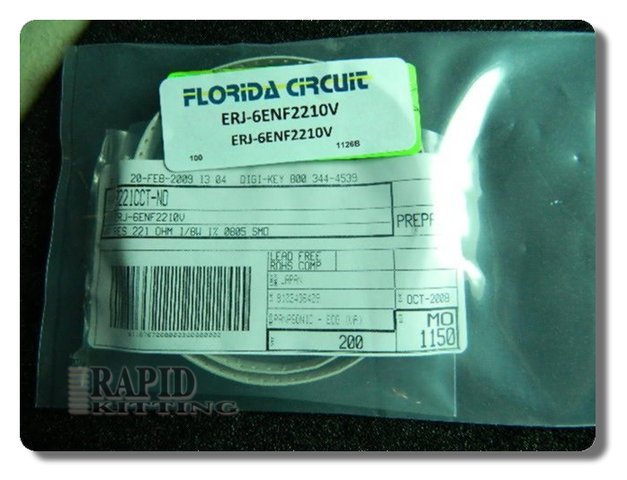 FLORIDA CIRCUIT
ERJ-6ENF2210V
ERJ-6ENF2210V
100 1126B
20-FEB-2009 13 04 DIGI-KEY 800 344-4539
221CCT-ND
ERJ-6ENF2210V
RES 221 OHM 1/8W 1% 0805 SMD
PREPA
LEAD FREE
ROHS COMP
JAPAN
OCT-2008
PANASONIC - ECG (VA)
MO
200
1150
RAPID
KITTING